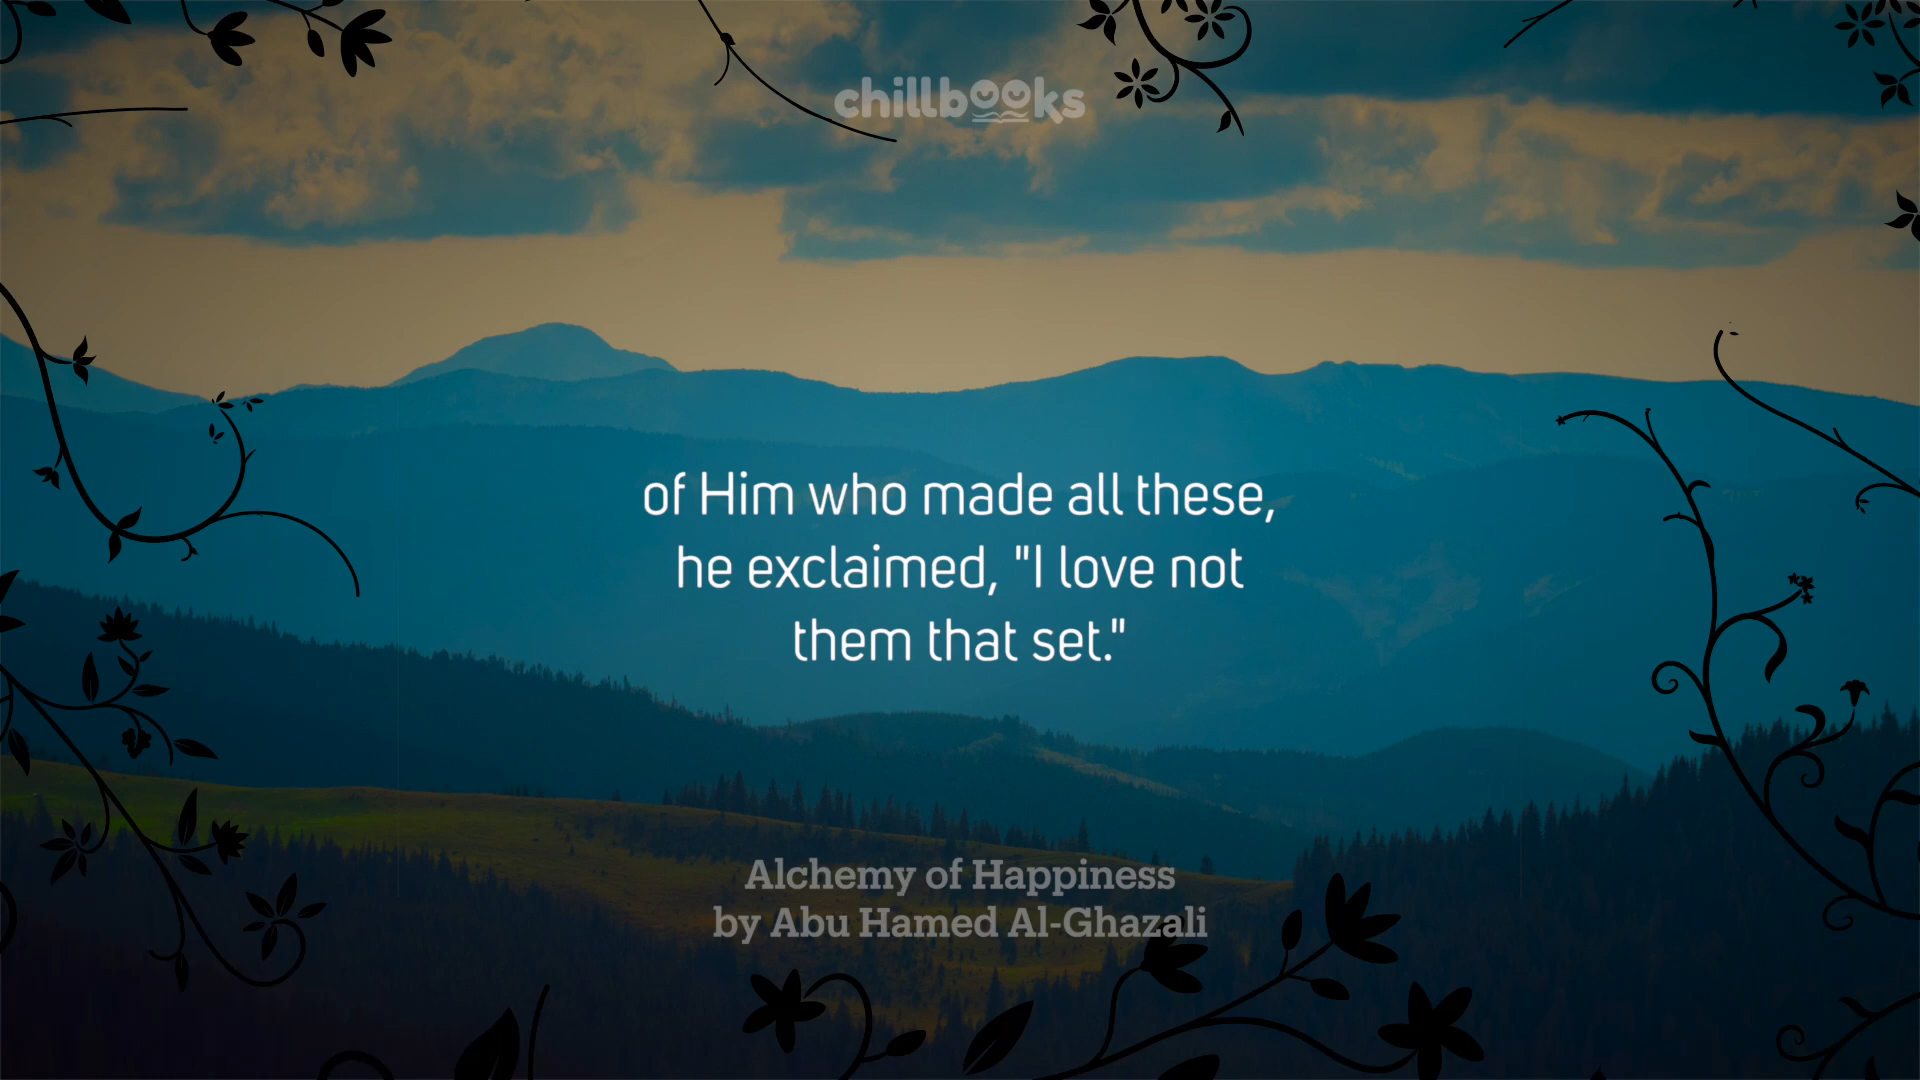 chillbooks
of Him who made all these,
he exclaimed, "I love not
them that set."
Alchemy of Happiness
by Abu Hamed Al-Ghazali